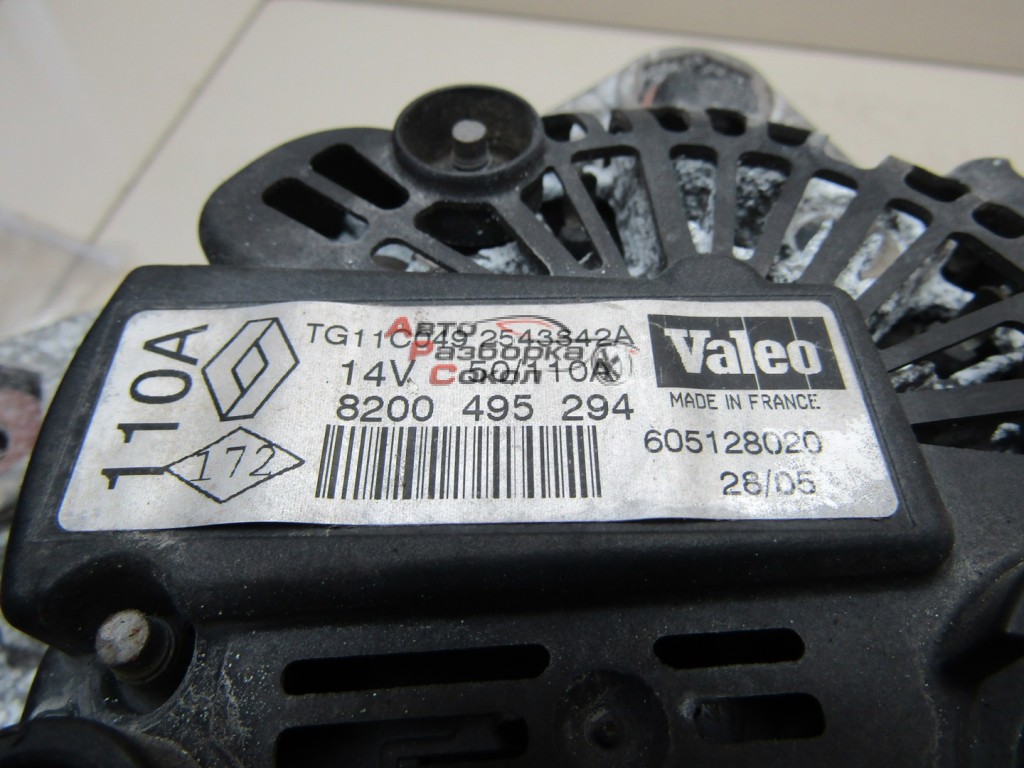 110A
172
TG11C049 2543342A
14V 50/110A
8200 495 294
Valeo
MADE IN FRANCE
605128020
28/05
Авто
Разборка
Сокол